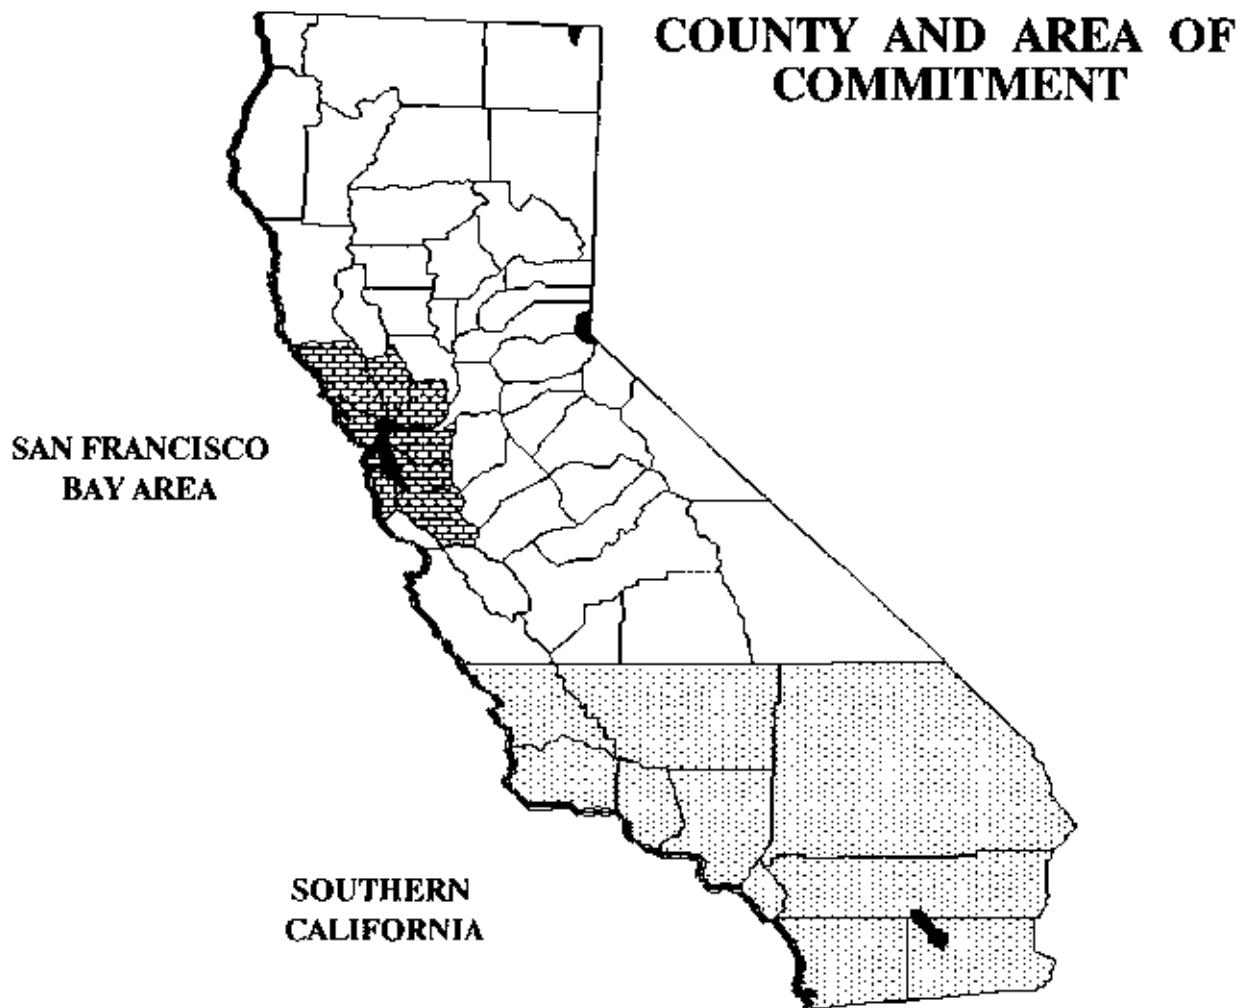 COUNTY AND AREA OF
COMMITMENT
SAN FRANCISCO
BAY AREA
SOUTHERN
CALIFORNIA